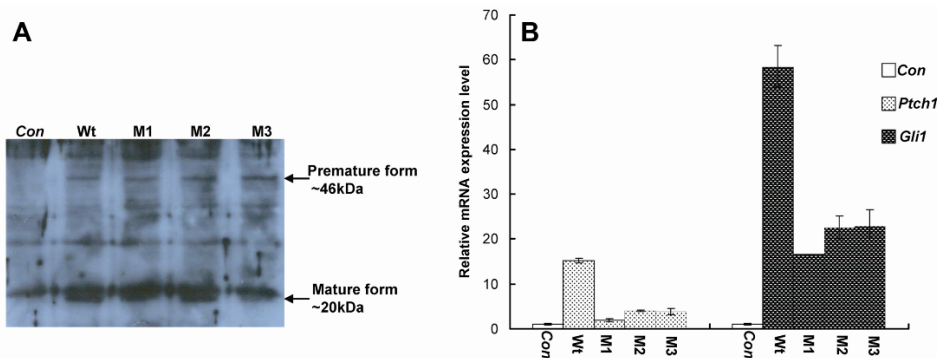 A
Con Wt M1 M2 M3
Premature form
~46kDa
Mature form
~20kDa
B
Relative mRNA expression level
70
60
50
40
30
20
10
0
Con Wt M1 M2 M3 Con Wt M1 M2 M3
Con
Ptch1
Gli1